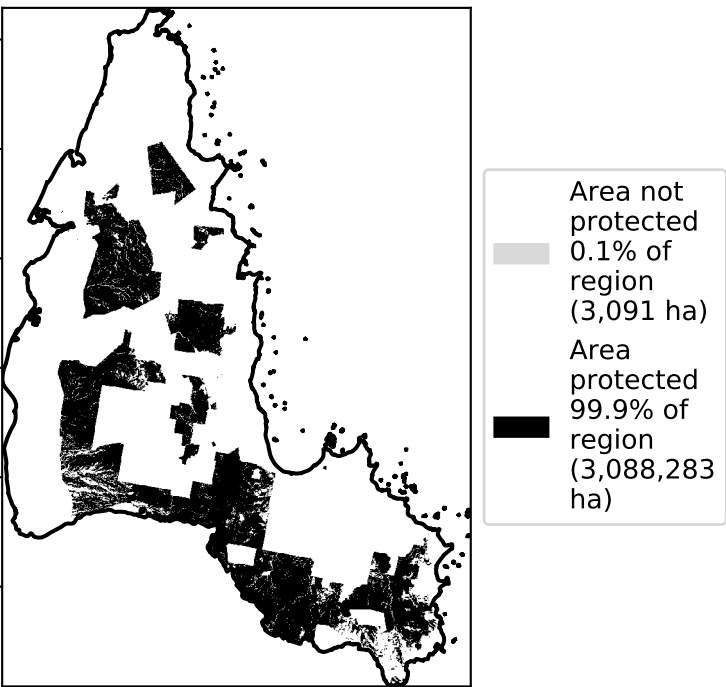 Area not
protected
0.1% of
region
(3,091 ha)
Area
protected
99.9% of
region
(3,088,283
ha)